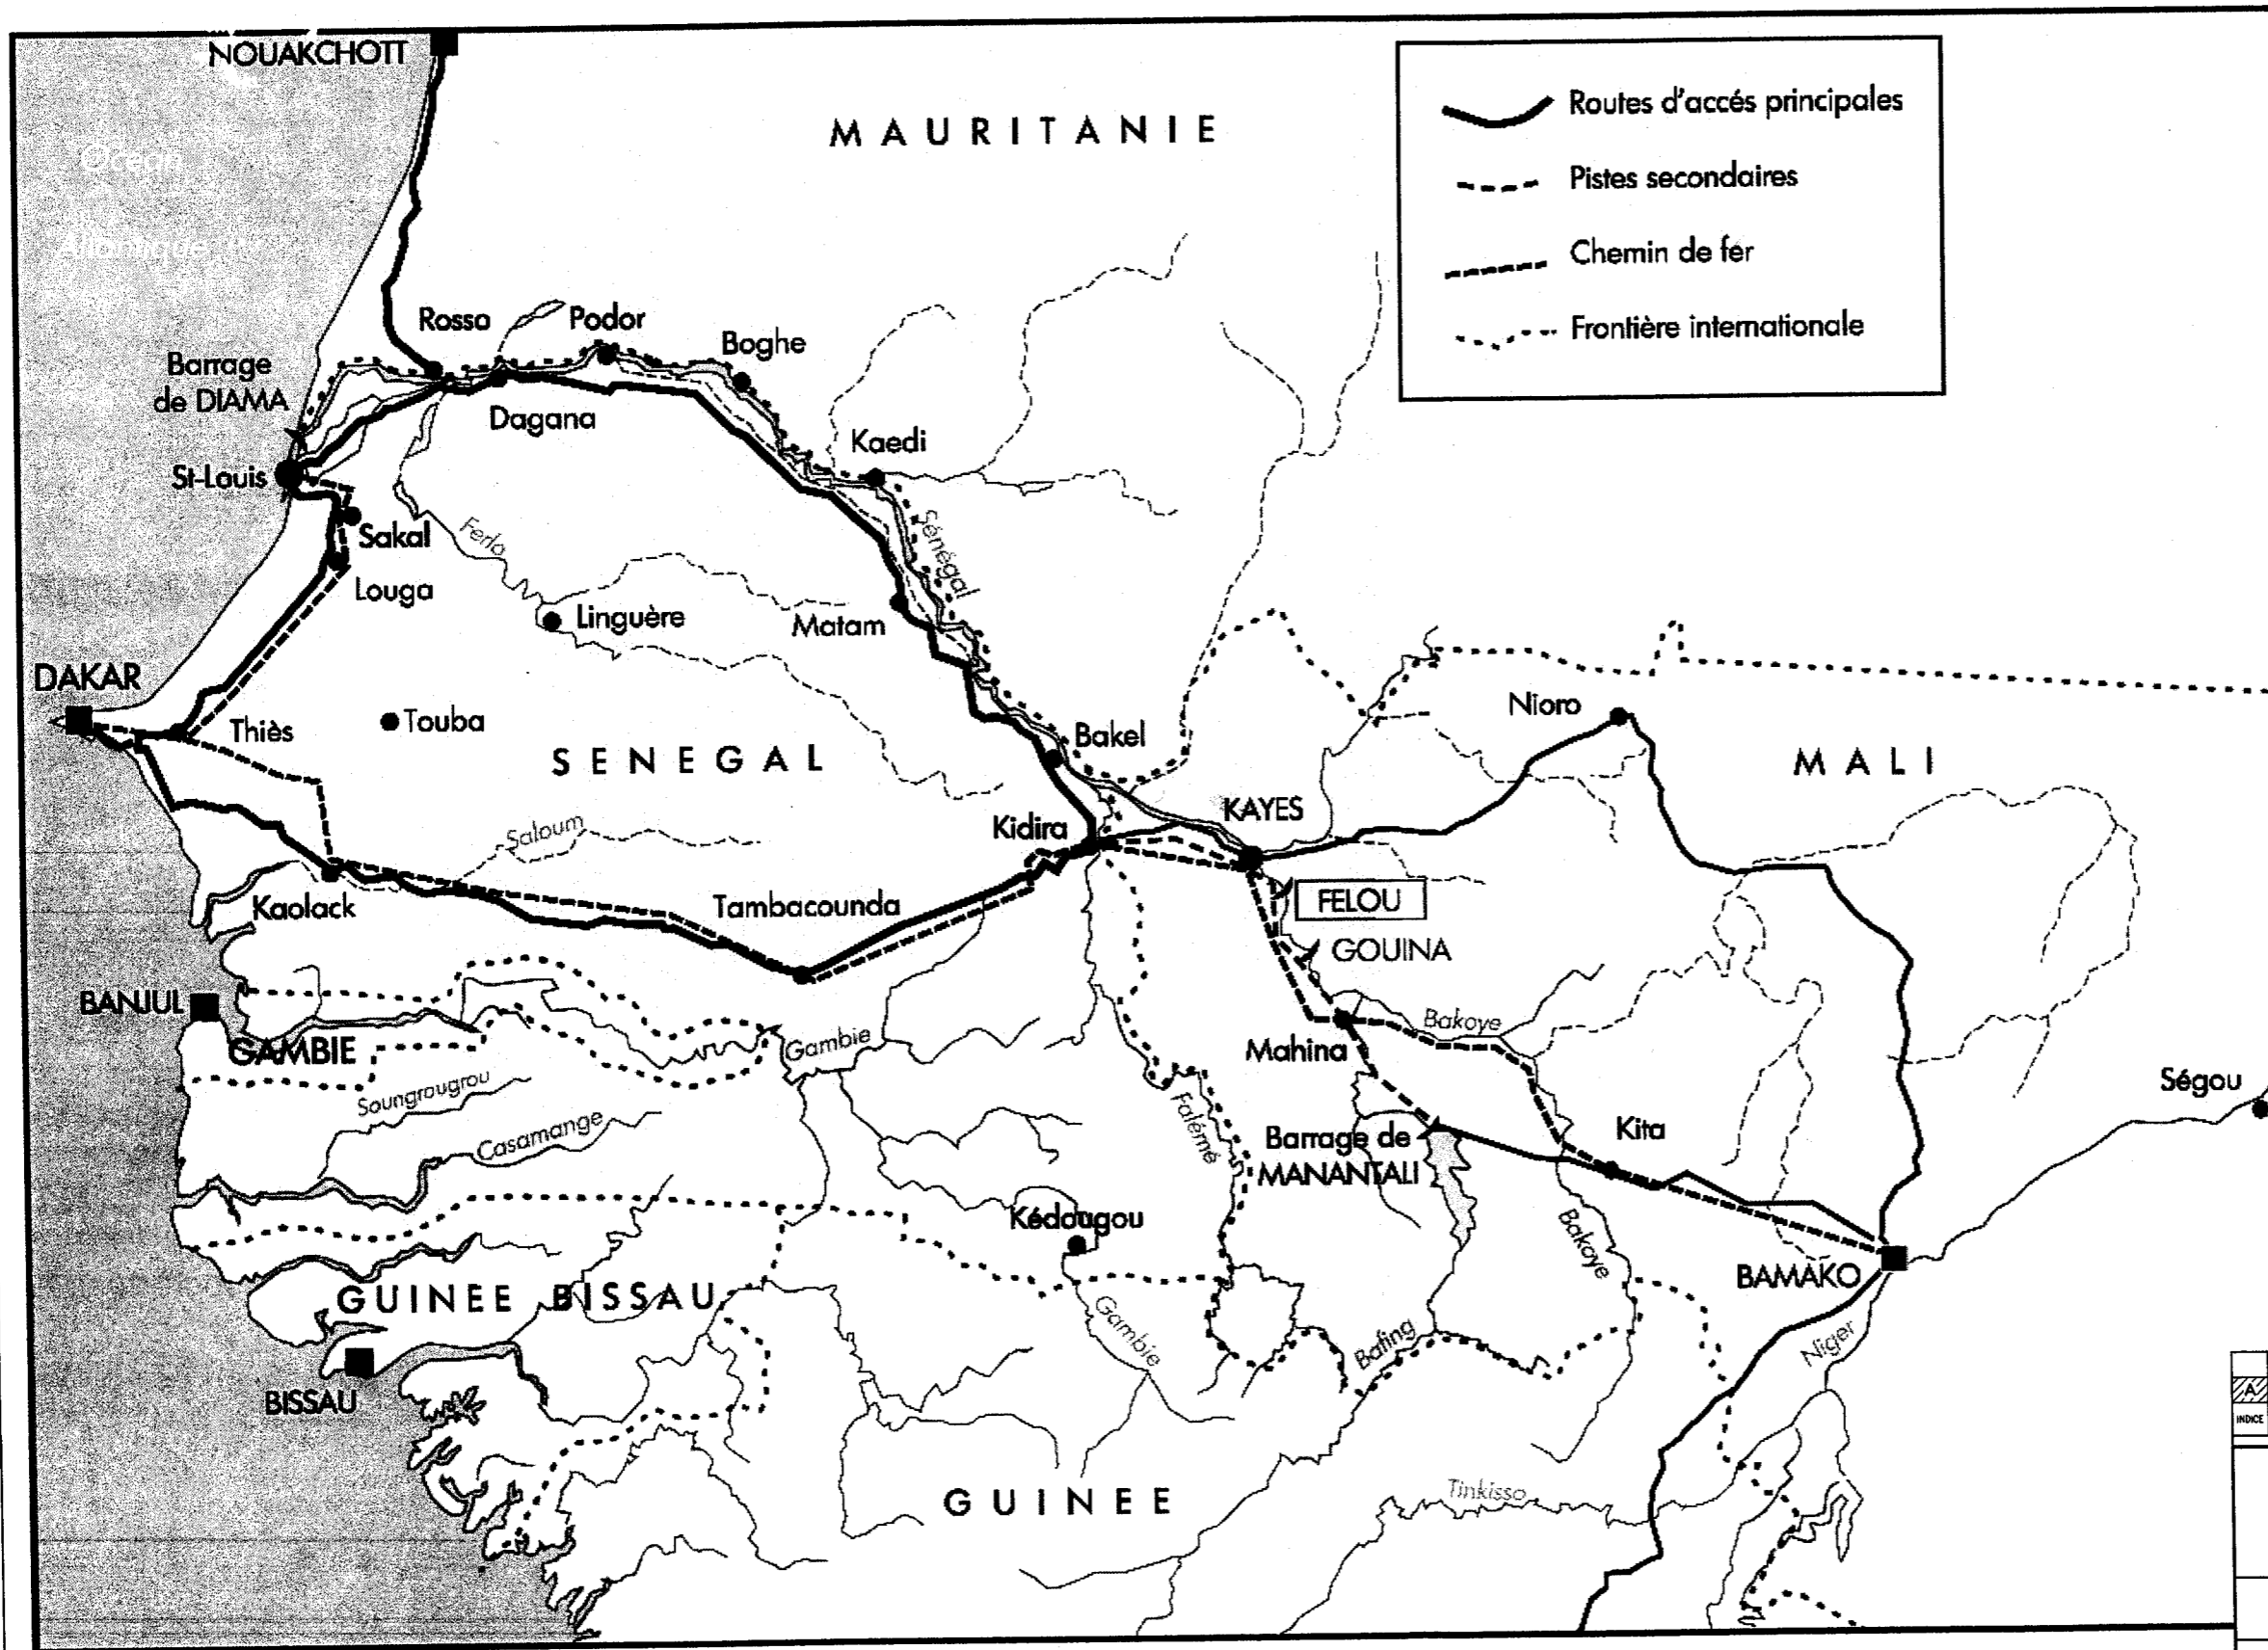 NOUAKCHOTT
MAURITANIE
Routes d'accés principales
Pistes secondaires
Chemin de fer
Frontière internationale
Océan
Atlantique
Rosso
Podor
Boghe
Barrage
de DIAMA
Dagana
Kaedi
St-Louis
Sakal
Ferlo
Sénégal
Louga
Linguère
Matam
DAKAR
Thiès
Touba
SENEGAL
Bakel
Nioro
MALI
Saloum
Kidira
KAYES
Kaolack
Tambacounda
FELOU
GOUINA
BANJUL
GAMBIE
Gambie
Bakoye
Mahina
Soungrougrou
Casamange
Falémé
Barrage de
MANANTALI
Kita
Ségou
Kédougou
Bakoye
BAMAKO
GUINEE BISSAU
Gambie
Bafing
Niger
BISSAU
A
INDICE
GUINEE
Tinkisso